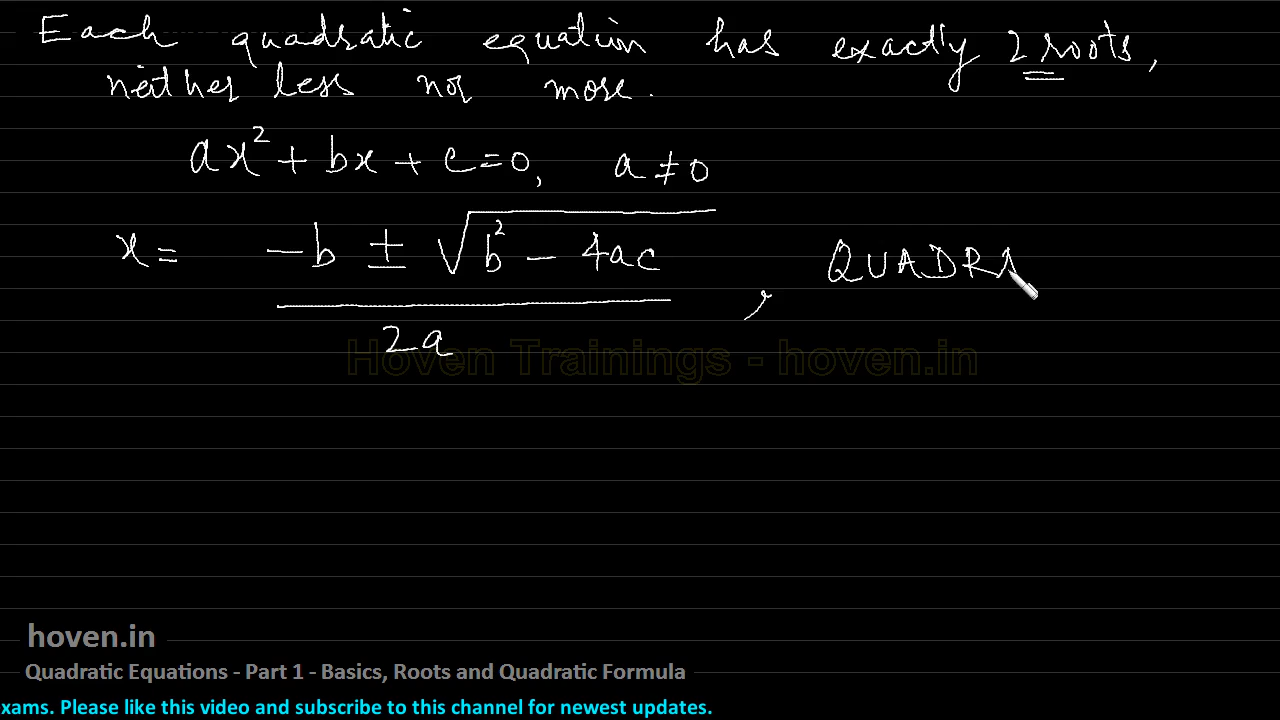 Each quadratic equation has exactly 2 roots,
neither less nor more.
ax² + bx + c = 0, a ≠ 0
x = (-b ± √(b² - 4ac)) / 2a , QUADRA
Hoven Trainings - hoven.in
hoven.in
Quadratic Equations - Part 1 - Basics, Roots and Quadratic Formula
xams. Please like this video and subscribe to this channel for newest updates.